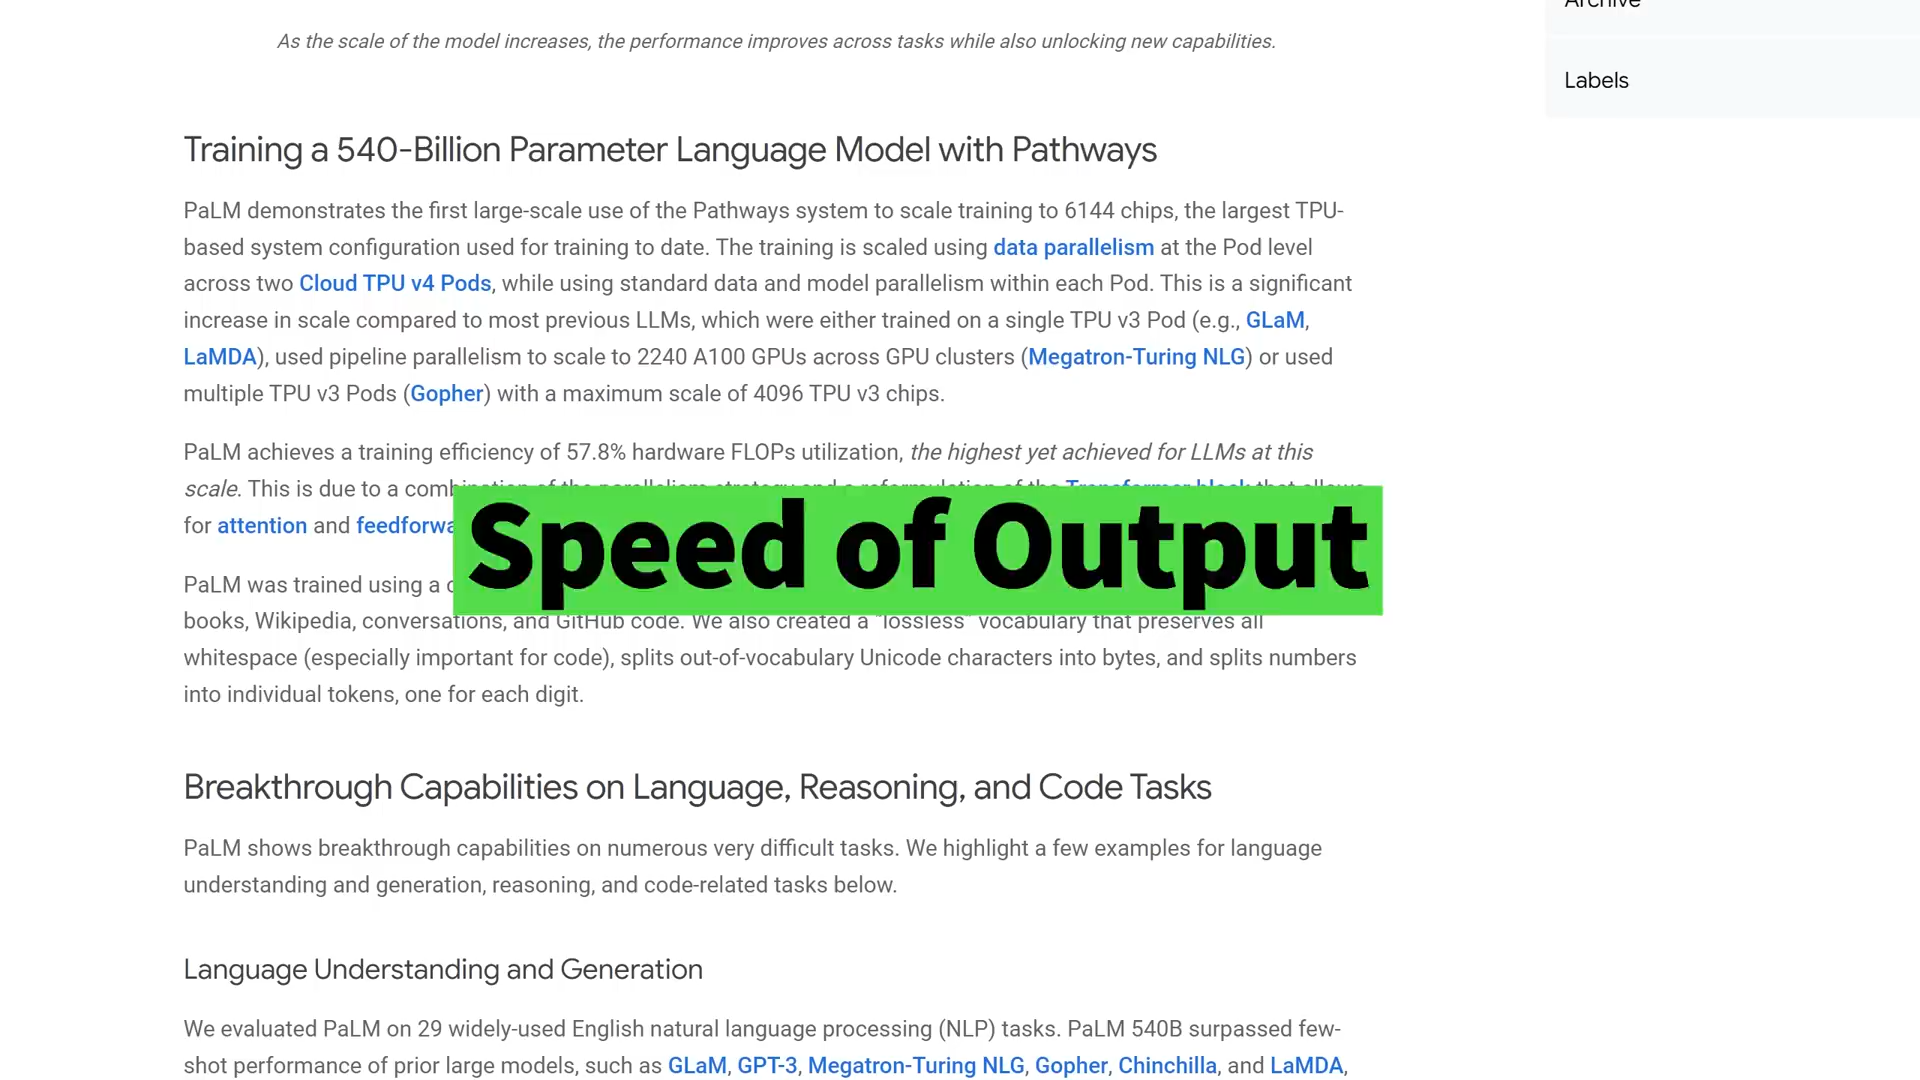 Archive
As the scale of the model increases, the performance improves across tasks while also unlocking new capabilities.
Labels
Training a 540-Billion Parameter Language Model with Pathways
PaLM demonstrates the first large-scale use of the Pathways system to scale training to 6144 chips, the largest TPU-
based system configuration used for training to date. The training is scaled using data parallelism at the Pod level
across two Cloud TPU v4 Pods, while using standard data and model parallelism within each Pod. This is a significant
increase in scale compared to most previous LLMs, which were either trained on a single TPU v3 Pod (e.g., GLaM,
LaMDA), used pipeline parallelism to scale to 2240 A100 GPUs across GPU clusters (Megatron-Turing NLG) or used
multiple TPU v3 Pods (Gopher) with a maximum scale of 4096 TPU v3 chips.
PaLM achieves a training efficiency of 57.8% hardware FLOPs utilization, the highest yet achieved for LLMs at this
scale. This is due to a combination of the parallelism strategy and a reformulation of the Transformer block that allows
for attention and
Speed of Output
PaLM was trained using a
books, Wikipedia, conversations, and GitHub code. We also created a "lossless" vocabulary that preserves all
whitespace (especially important for code), splits out-of-vocabulary Unicode characters into bytes, and splits numbers
into individual tokens, one for each digit.
Breakthrough Capabilities on Language, Reasoning, and Code Tasks
PaLM shows breakthrough capabilities on numerous very difficult tasks. We highlight a few examples for language
understanding and generation, reasoning, and code-related tasks below.
Language Understanding and Generation
We evaluated PaLM on 29 widely-used English natural language processing (NLP) tasks. PaLM 540B surpassed few-
shot performance of prior large models, such as GLaM, GPT-3, Megatron-Turing NLG, Gopher, Chinchilla, and LaMDA,